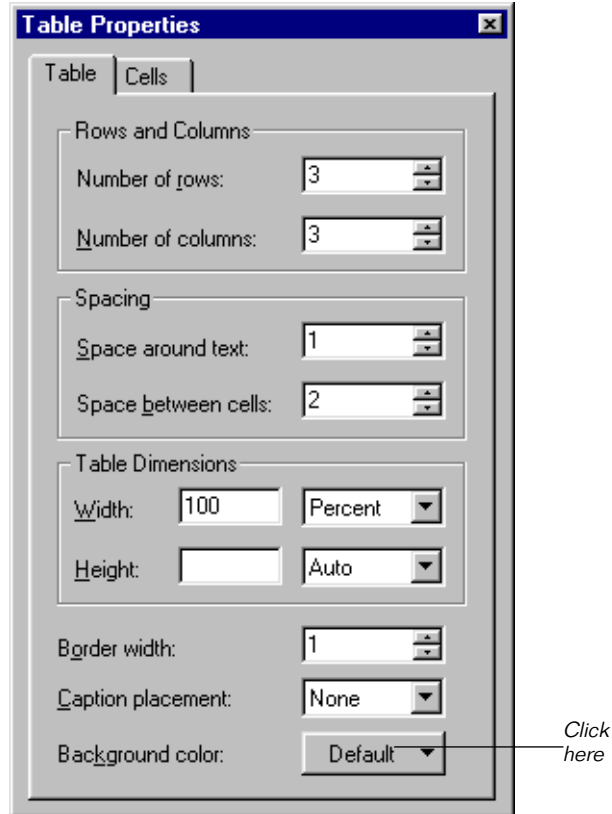 Table Properties
Table Cells
Rows and Columns
Number of rows: 3
Number of columns: 3
Spacing
Space around text: 1
Space between cells: 2
Table Dimensions
Width: 100 Percent
Height: Auto
Border width: 1
Caption placement: None
Background color: Default
Click
here